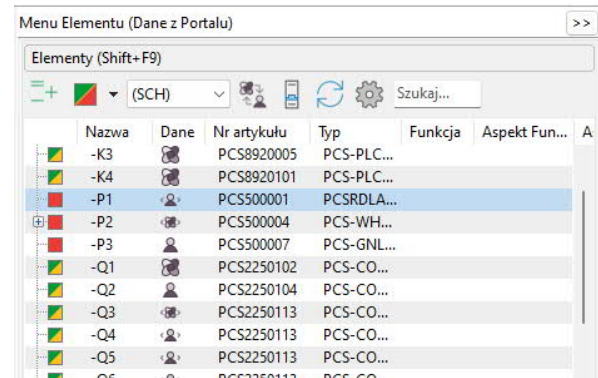 Menu Elementu (Dane z Portalu) >>
Elementy (Shift+F9)
(SCH) Szukaj...
Nazwa Dane Nr artykułu Typ Funkcja Aspekt Fun... A
-K3 PCS8920005 PCS-PLC...
-K4 PCS8920101 PCS-PLC...
-P1 PCS500001 PCSRDLA...
-P2 PCS500004 PCS-WH...
-P3 PCS500007 PCS-GNL...
-Q1 PCS2250102 PCS-CO...
-Q2 PCS2250104 PCS-CO...
-Q3 PCS2250113 PCS-CO...
-Q4 PCS2250113 PCS-CO...
-Q5 PCS2250113 PCS-CO...